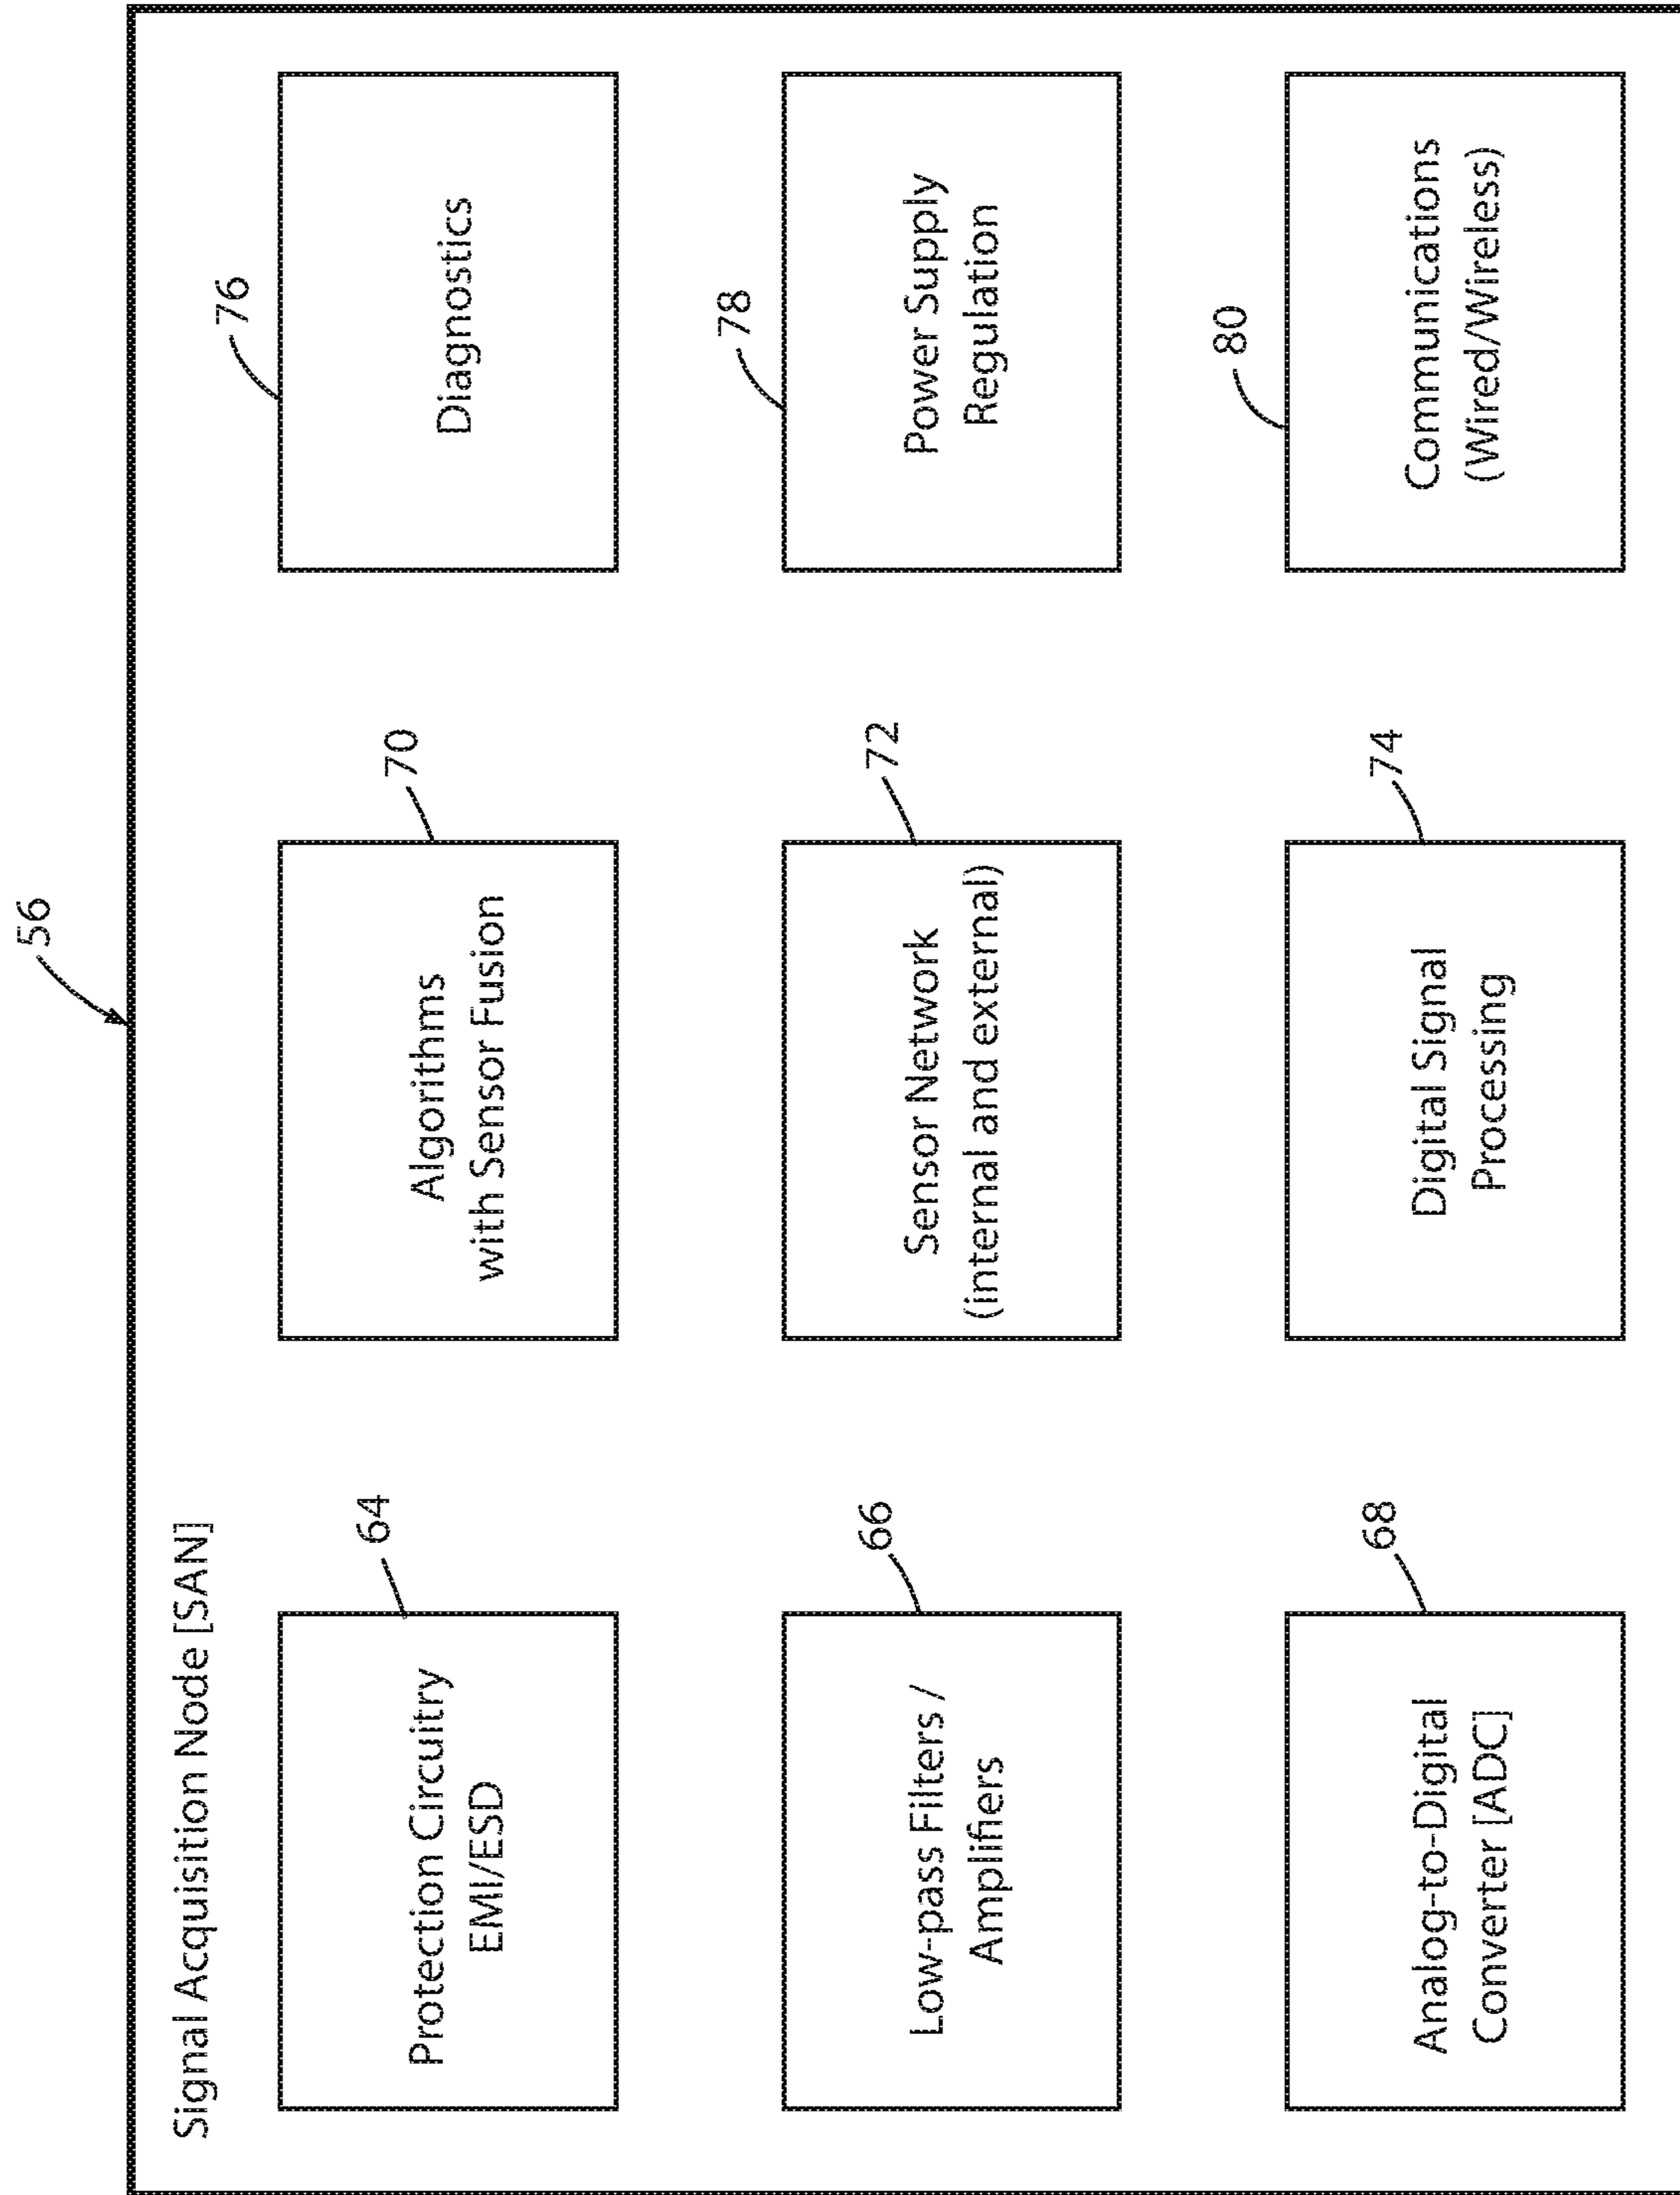 56
Signal Acquisition Node [SAN]
64
Protection Circuitry
EMI/ESD
70
Algorithms
with Sensor Fusion
76
Diagnostics
66
Low-pass Filters /
Amplifiers
72
Sensor Network
(internal and external)
78
Power Supply
Regulation
68
Analog-to-Digital
Converter [ADC]
74
Digital Signal
Processing
80
Communications
(Wired/Wireless)